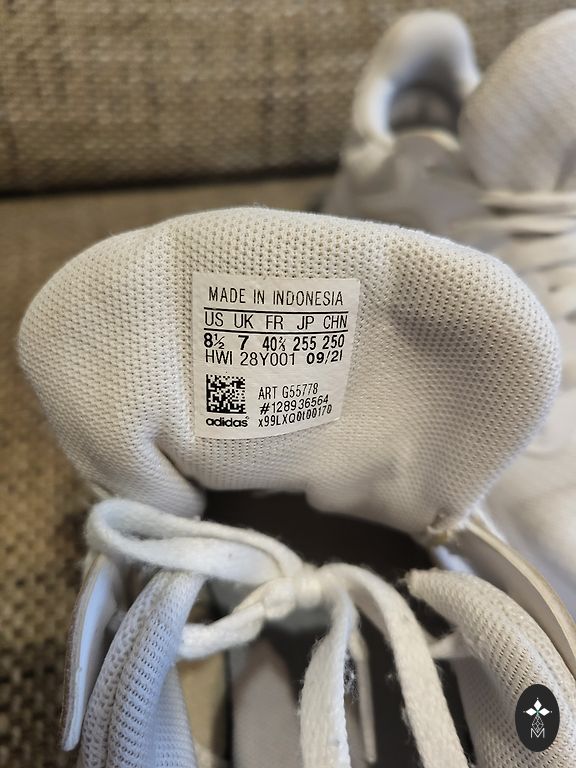 MADE IN INDONESIA
US UK FR JP CHN
8½ 7 40⅔ 255 250
HWI 28Y001 09/21
ART G55778
#128936564
adidas x99LXQ0L00170